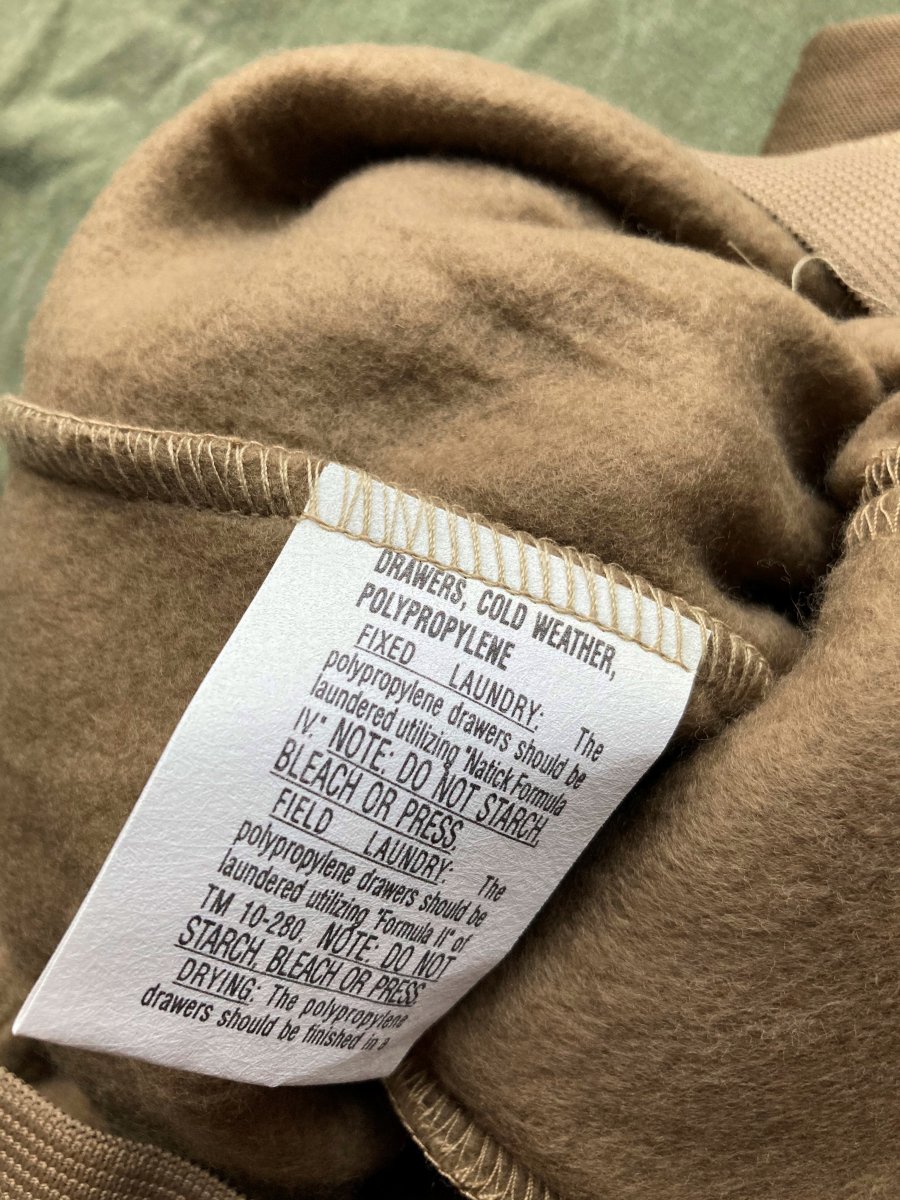 DRAWERS, COLD WEATHER,
POLYPROPYLENE
FIXED LAUNDRY: The
polypropylene drawers should be
laundered utilizing "Natick Formula
IV." NOTE: DO NOT STARCH,
BLEACH OR PRESS.
FIELD LAUNDRY: The
polypropylene drawers should be
laundered utilizing "Formula II" of
TM 10-280. NOTE: DO NOT
STARCH, BLEACH OR PRESS.
DRYING: The polypropylene
drawers should be finished in a